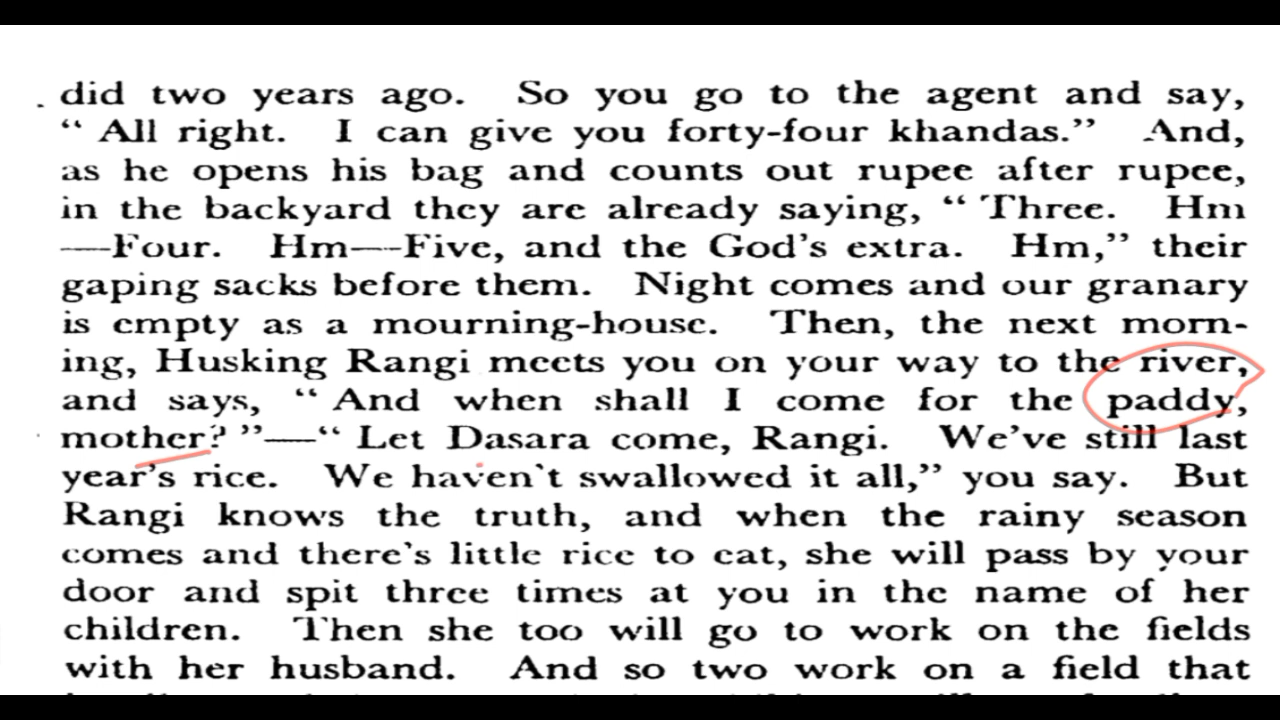 did two years ago. So you go to the agent and say,
“ All right. I can give you forty-four khandas.” And,
as he opens his bag and counts out rupee after rupee,
in the backyard they are already saying, “ Three. Hm
—Four. Hm—Five, and the God’s extra. Hm,” their
gaping sacks before them. Night comes and our granary
is empty as a mourning-house. Then, the next morn-
ing, Husking Rangi meets you on your way to the river,
and says, “ And when shall I come for the paddy,
mother? ”—“ Let Dasara come, Rangi. We’ve still last
year’s rice. We haven’t swallowed it all,” you say. But
Rangi knows the truth, and when the rainy season
comes and there’s little rice to eat, she will pass by your
door and spit three times at you in the name of her
children. Then she too will go to work on the fields
with her husband. And so two work on a field that